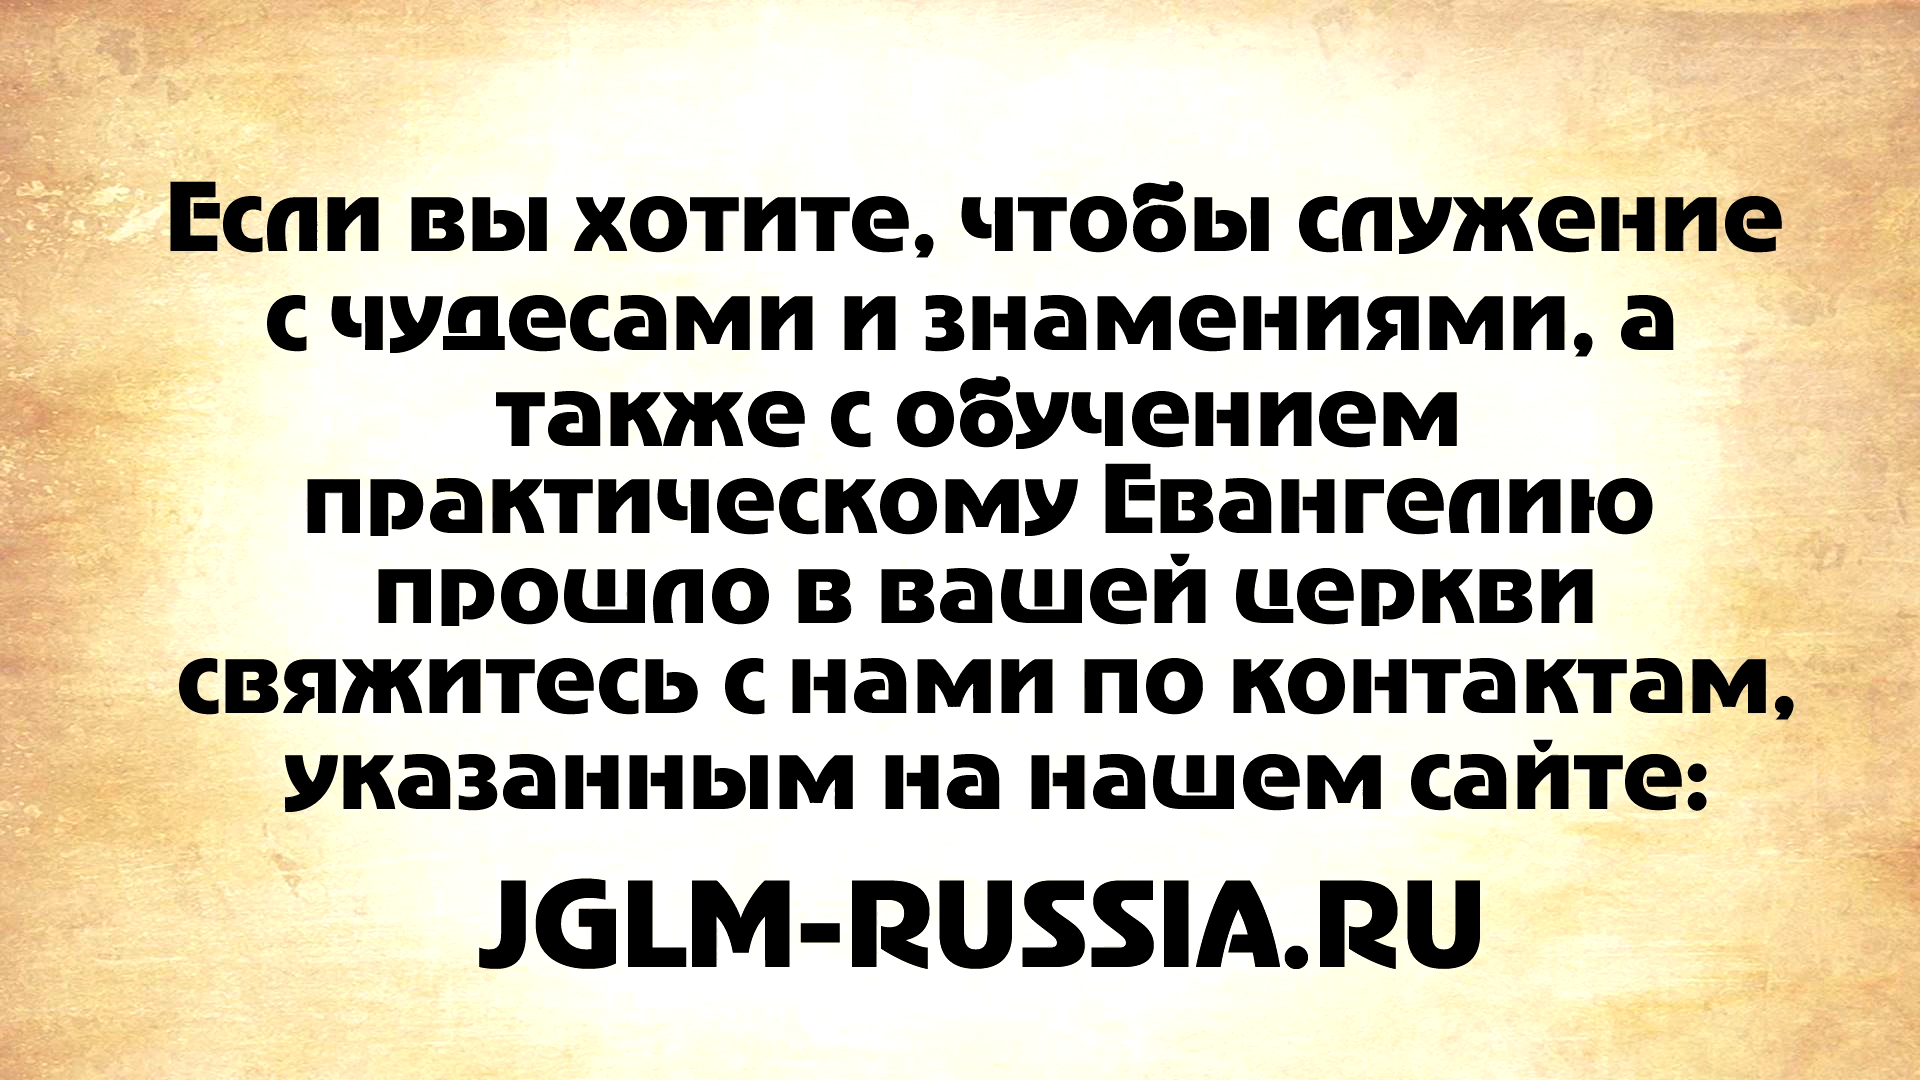 Если вы хотите, чтобы служение
с чудесами и знамениями, а
также с обучением
практическому Евангелию
прошло в вашей церкви
свяжитесь с нами по контактам,
указанным на нашем сайте:
JGLM-RUSSIA.RU